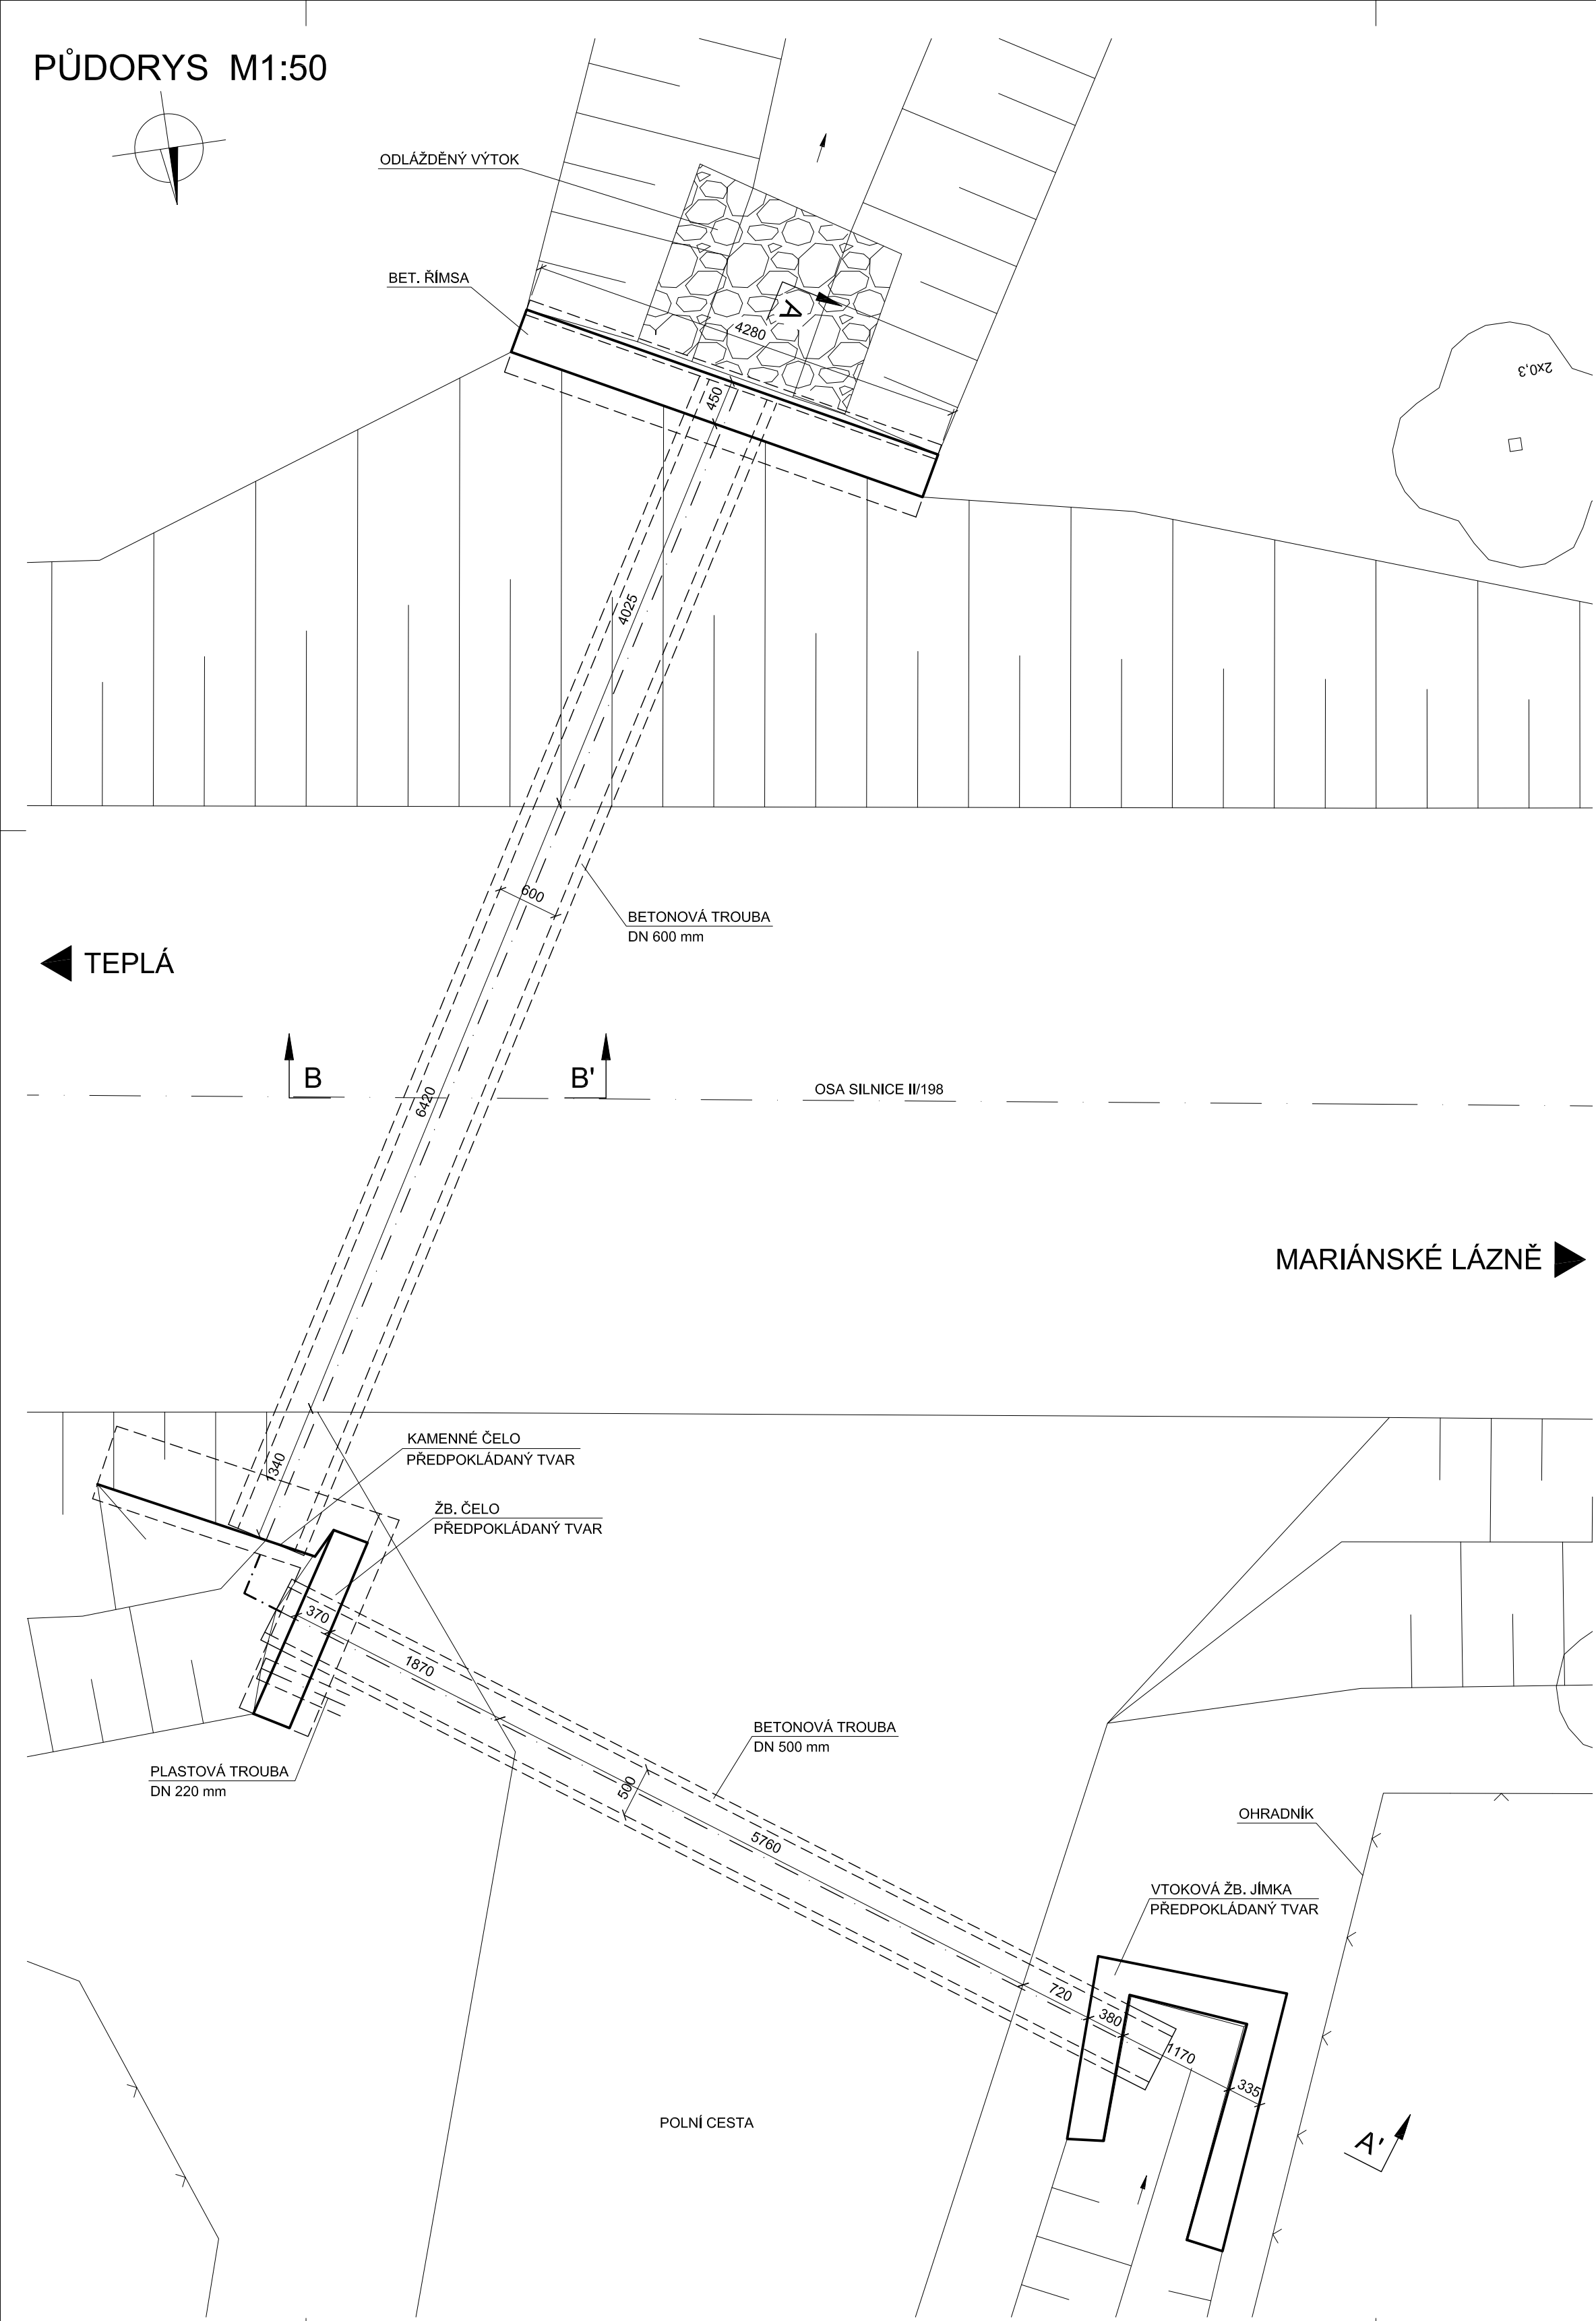 PŮDORYS M1:50
ODLÁŽDĚNÝ VÝTOK
BET. ŘÍMSA
A
4280
450
2x0,3
4025
600
BETONOVÁ TROUBA
DN 600 mm
TEPLÁ
B
B'
OSA SILNICE II/198
6420
MARIÁNSKÉ LÁZNĚ
KAMENNÉ ČELO
PŘEDPOKLÁDANÝ TVAR
1340
ŽB. ČELO
PŘEDPOKLÁDANÝ TVAR
370
1870
BETONOVÁ TROUBA
DN 500 mm
PLASTOVÁ TROUBA
DN 220 mm
500
5760
OHRADNÍK
VTOKOVÁ ŽB. JÍMKA
PŘEDPOKLÁDANÝ TVAR
720
380
1170
335
POLNÍ CESTA
A'